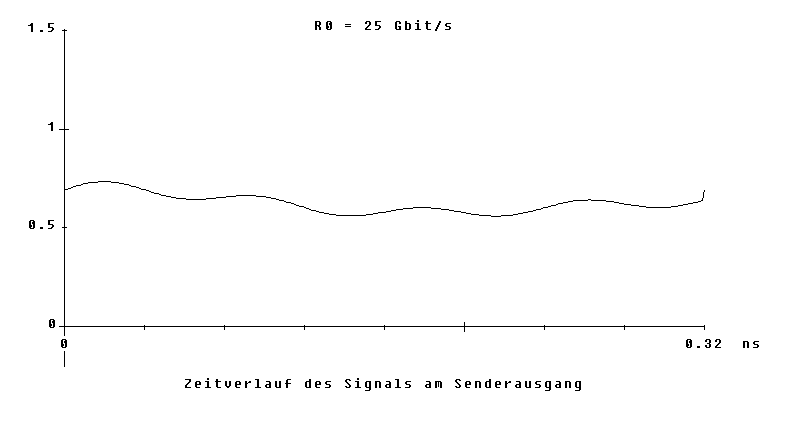 R0 = 25 Gbit/s
1.5
1
0.5
0
0 0.32 ns
Zeitverlauf des Signals am Senderausgang